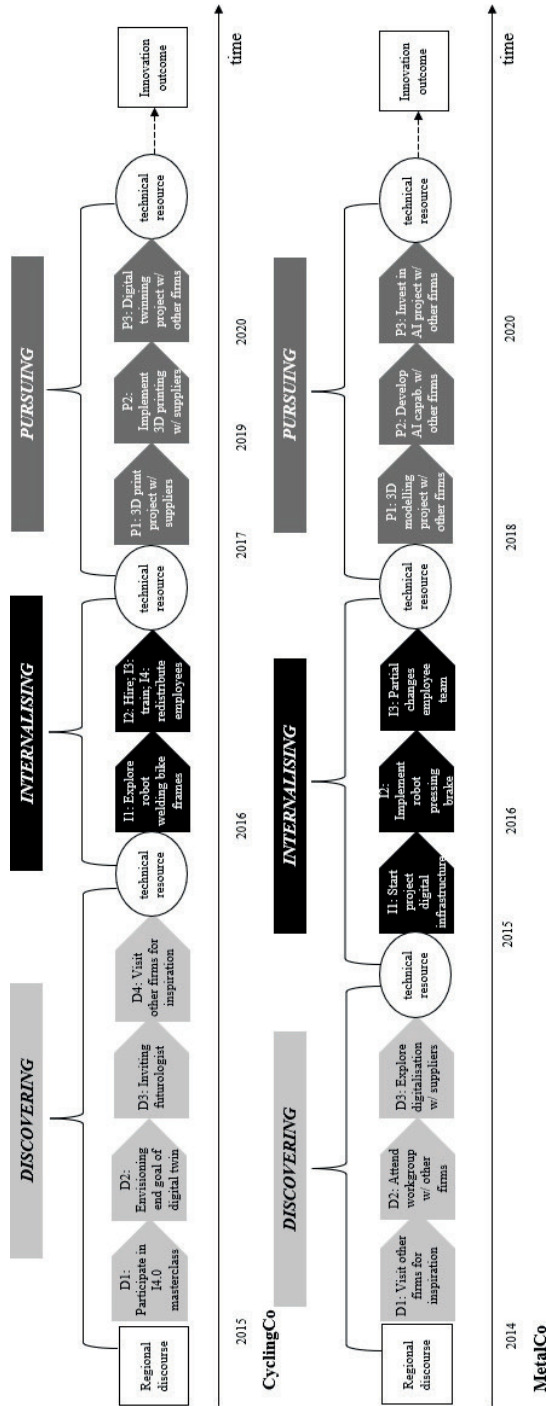 DISCOVERING
INTERNALISING
PURSUING
Regional
discourse
D1:
Participate in
I4.0
masterclass
D2:
Envisioning
end goal of
digital twin
D3: Inviting
futurologist
D4: Visit
other firms for
inspiration
technical
resource
I1: Explore
robot
welding bike
frames
I2: Hire; I3:
train; I4:
redistribute
employees
technical
resource
P1: 3D print
project w/
suppliers
P2:
Implement
3D printing
w/ suppliers
P3: Digital
twinning
project w/
other firms
technical
resource
Innovation
outcome
2015
2016
2017
2019
2020
time
CyclingCo
DISCOVERING
INTERNALISING
PURSUING
Regional
discourse
D1: Visit other
firms for
inspiration
D2: Attend
workgroup
w/ other
firms
D3: Explore
digitalisation
w/ suppliers
technical
resource
I1: Start
project
digital
infrastructure
I2:
Implement
robot
pressing
brake
I3: Partial
changes
employee
team
technical
resource
P1: 3D
modelling
project w/
other firms
P2: Develop
AI capab. w/
other firms
P3: Invest in
AI project w/
other firms
technical
resource
Innovation
outcome
2014
2015
2016
2018
2020
time
MetalCo